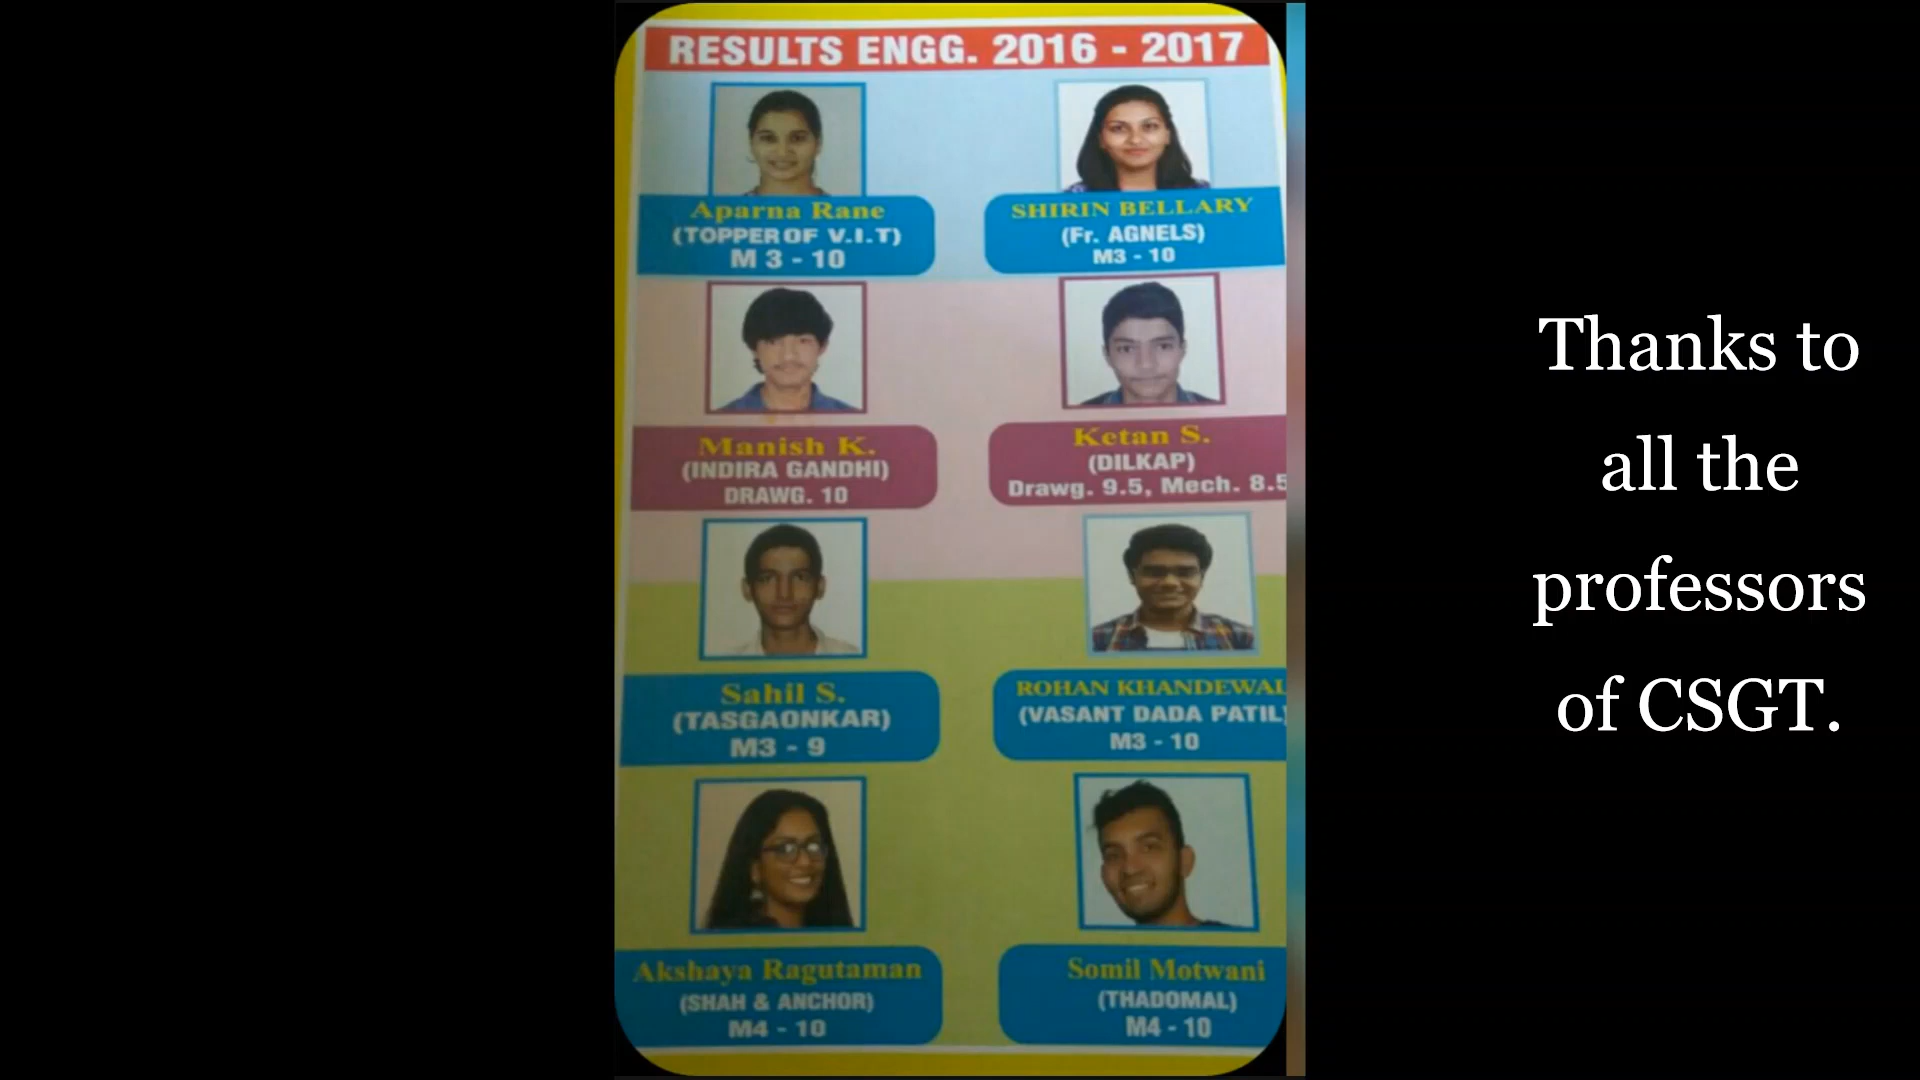 RESULTS ENGG. 2016 - 2017
Aparna Rane
(TOPPER OF V.I.T)
M 3 - 10
SHIRIN BELLARY
(Fr. AGNELS)
M3 - 10
Manish K.
(INDIRA GANDHI)
DRAWG. 10
Ketan S.
(DILKAP)
Drawg. 9.5, Mech. 8.5
Sahil S.
(TASGAONKAR)
M3 - 9
ROHAN KHANDEWAL
(VASANT DADA PATIL)
M3 - 10
Akshaya Ragutaman
(SHAH & ANCHOR)
M4 - 10
Somil Motwani
(THADOMAL)
M4 - 10
Thanks to
all the
professors
of CSGT.